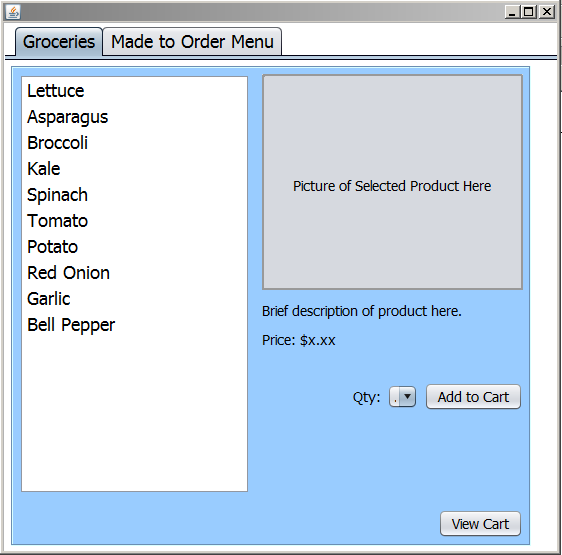 Groceries
Made to Order Menu
Lettuce
Asparagus
Broccoli
Kale
Spinach
Tomato
Potato
Red Onion
Garlic
Bell Pepper
Picture of Selected Product Here
Brief description of product here.
Price: $x.xx
Qty:
Add to Cart
View Cart